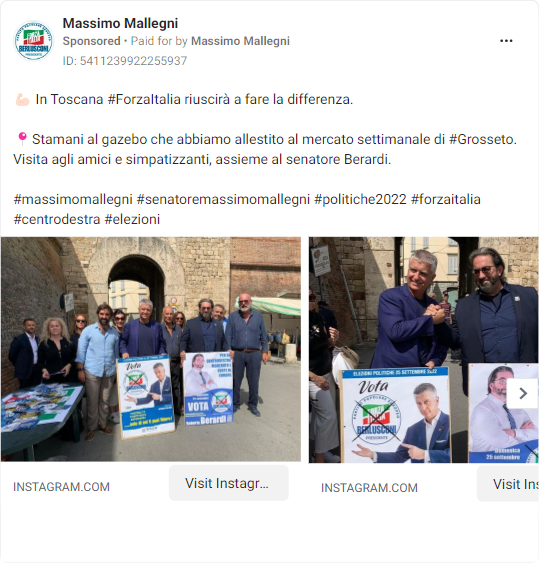 Massimo Mallegni
Sponsored • Paid for by Massimo Mallegni
ID: 5411239922255937
💪🏻 In Toscana #ForzaItalia riuscirà a fare la differenza.
📍Stamani al gazebo che abbiamo allestito al mercato settimanale di #Grosseto.
Visita agli amici e simpatizzanti, assieme al senatore Berardi.
#massimomallegni #senatoremassimomallegni #politiche2022 #forzaitalia
#centrodestra #elezioni
Vota
BERLUSCONI
VOTA
Berardi
ELEZIONI POLITICHE 25 SETTEMBRE 2022
Vota
BERLUSCONI
PRESIDENTE
Domenica
25 settembre
INSTAGRAM.COM
Visit Instagr...
INSTAGRAM.COM
Visit Ins